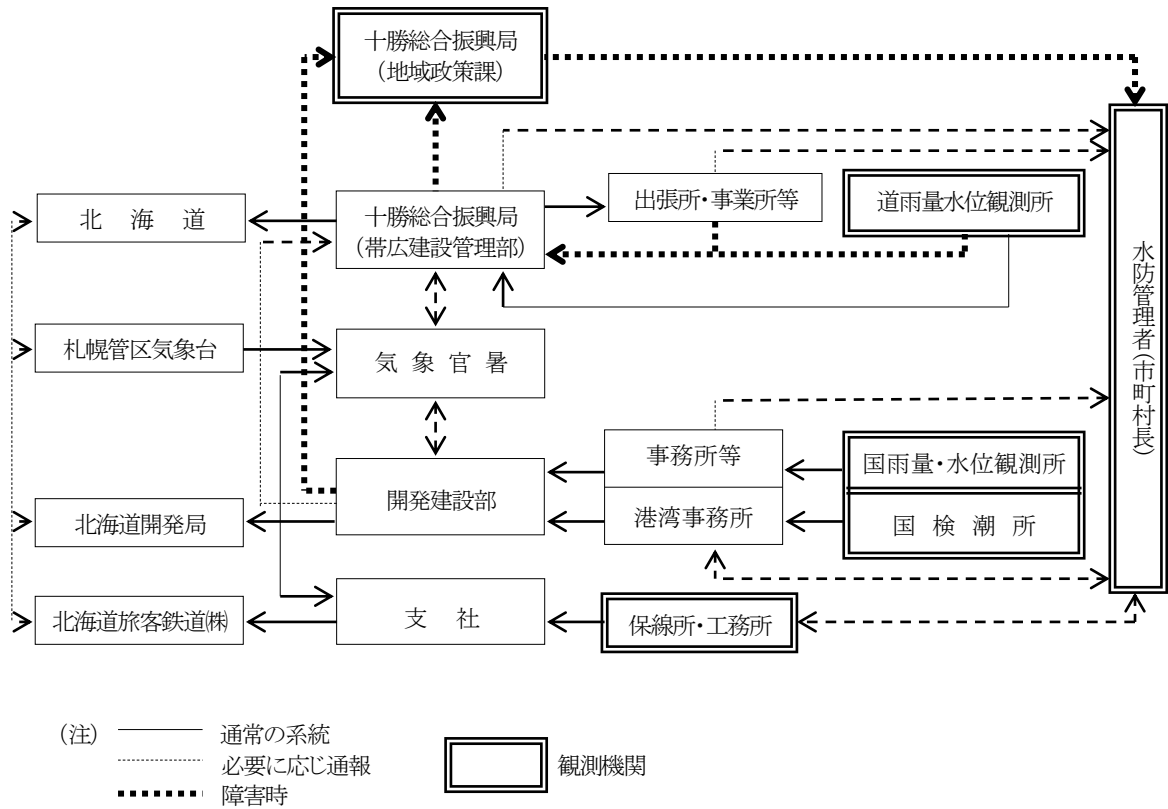 十勝総合振興局
（地域政策課）
北　海　道
十勝総合振興局
（帯広建設管理部）
出張所・事業所等
道雨量水位観測所
水防管理者（市町村長）
札幌管区気象台
気象官暑
事務所等
国雨量・水位観測所
開発建設部
北海道開発局
港湾事務所
国検潮所
北海道旅客鉄道㈱
支　社
保線所・工務所
（注）　通常の系統
必要に応じ通報
障害時
観測機関